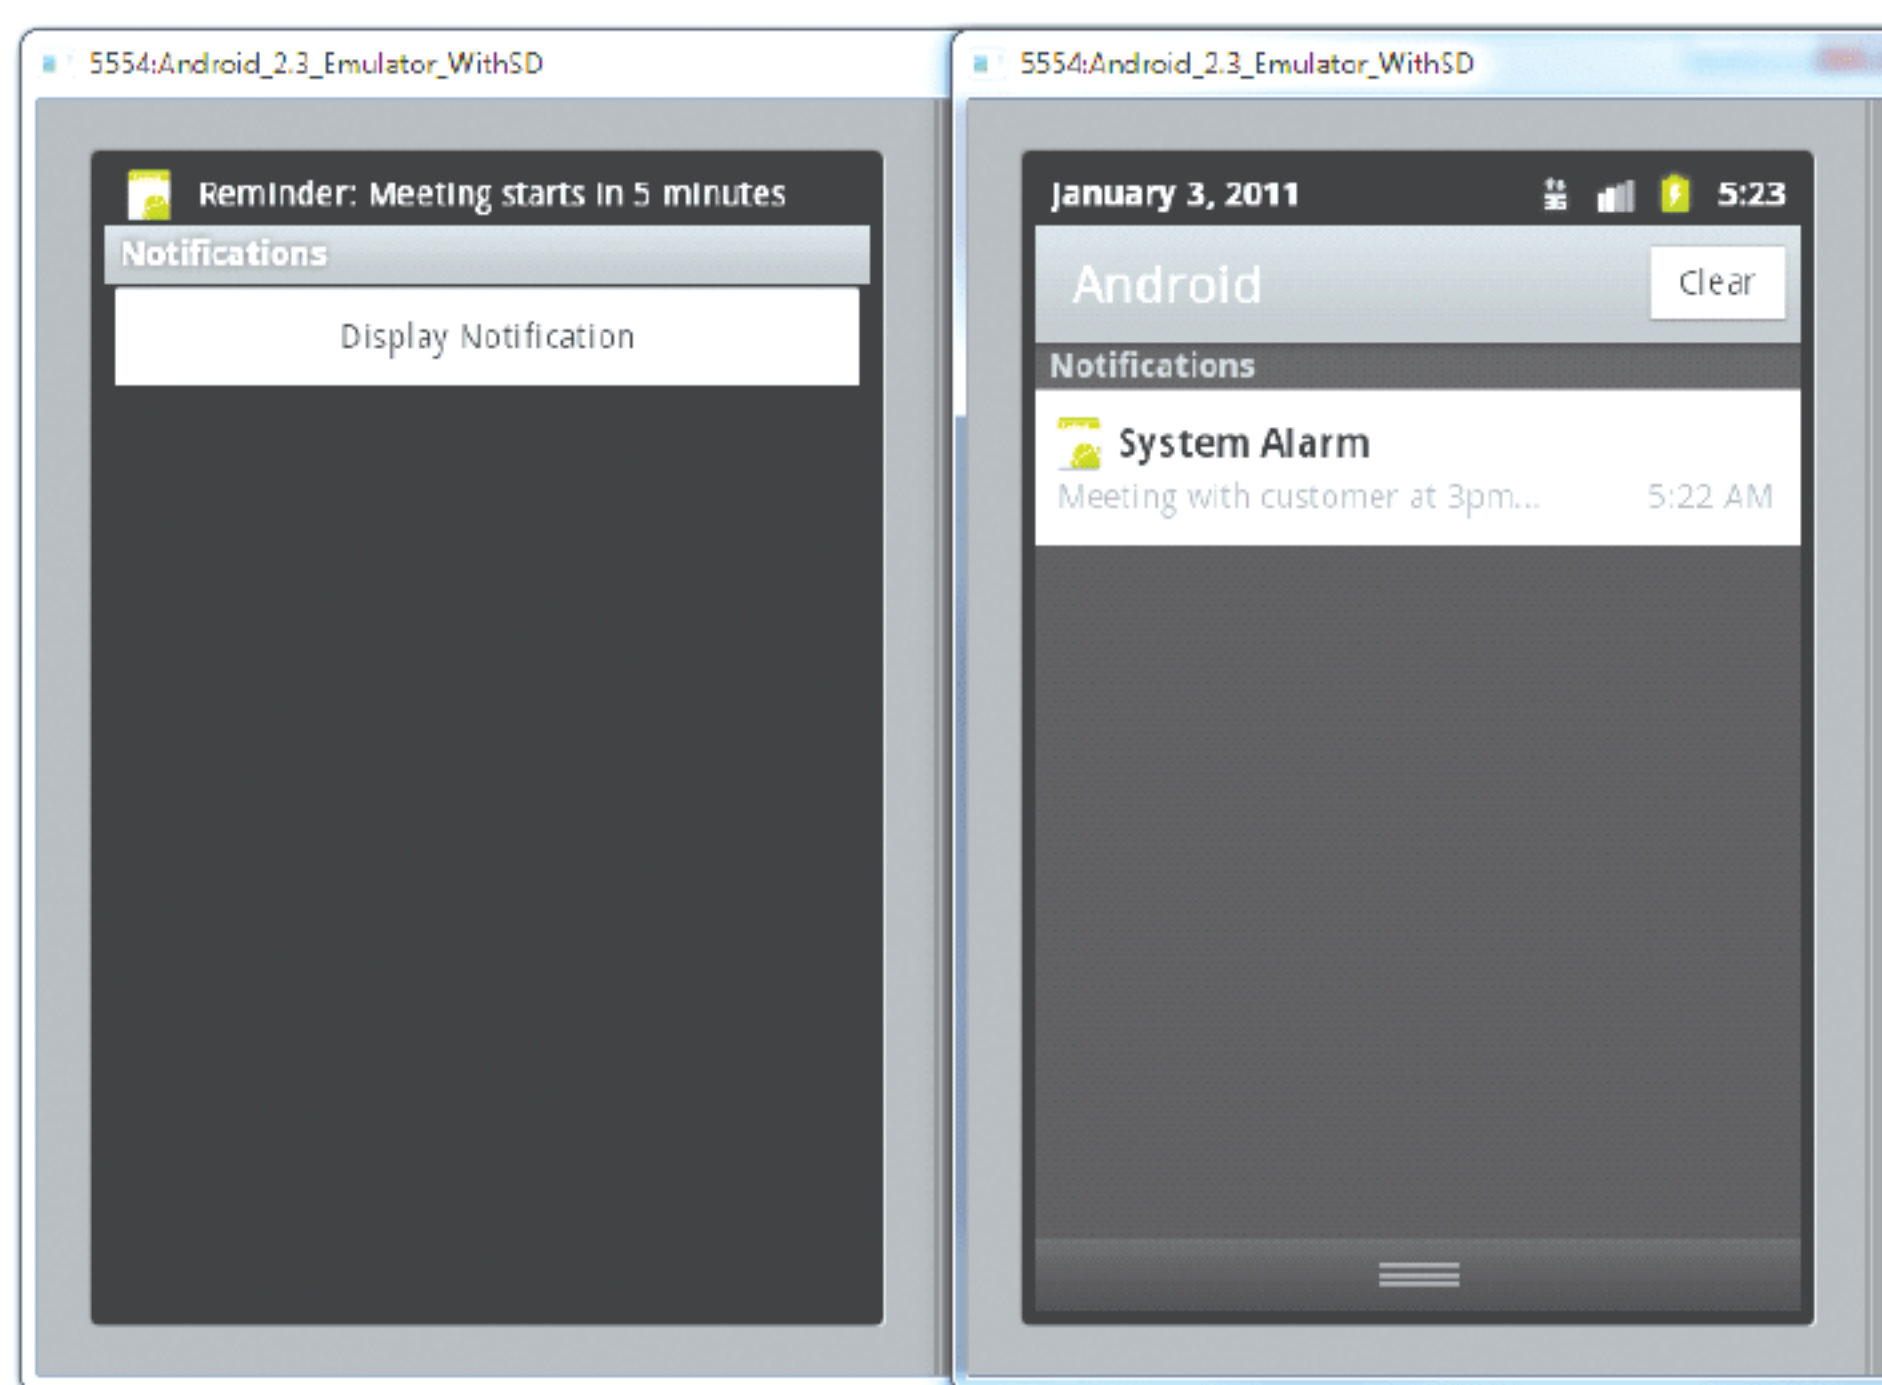 5554:Android_2.3_Emulator_WithSD
Reminder: Meeting starts in 5 minutes
Notifications
Display Notification
5554:Android_2.3_Emulator_WithSD
January 3, 2011 5:23
Android Clear
Notifications
System Alarm
Meeting with customer at 3pm... 5:22 AM